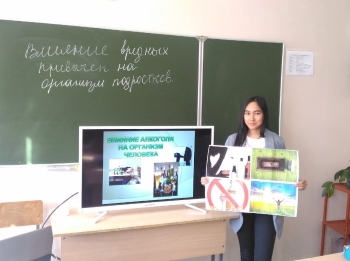 Влияние вредных
привычек на
организм подростков.
ВЛИЯНИЕ АЛКОГОЛЯ
НА ОРГАНИЗМ
ЧЕЛОВЕКА